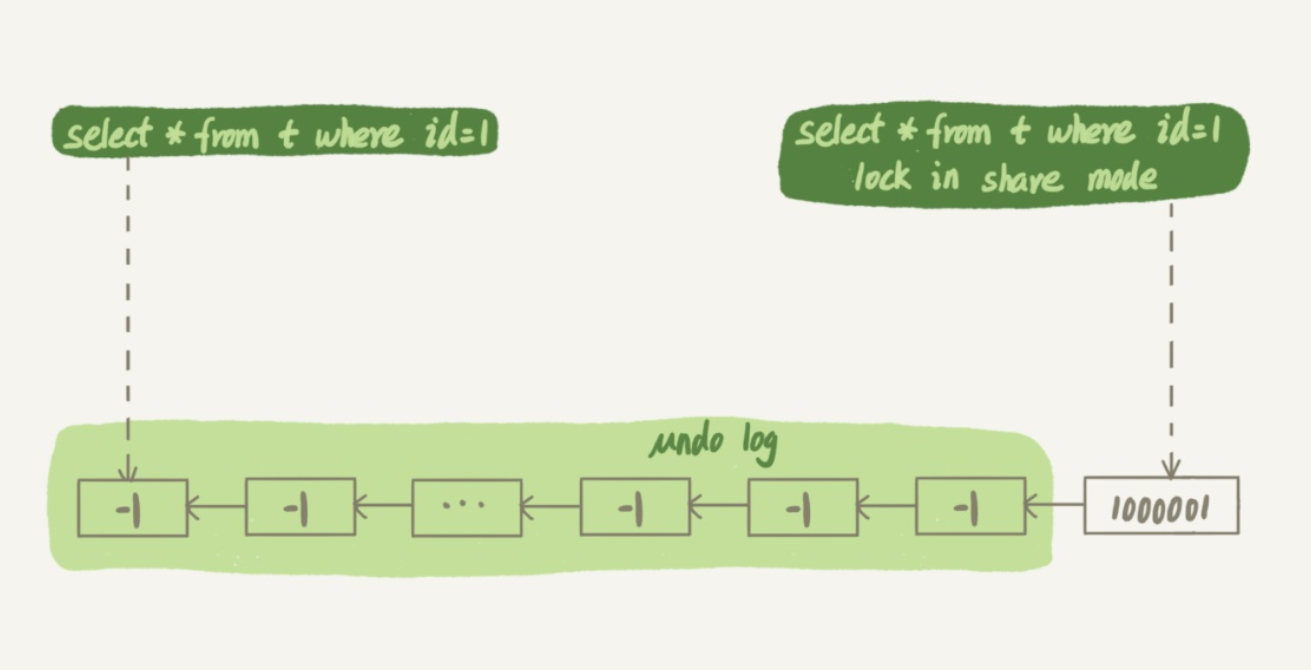 select * from t where id=1
select * from t where id=1
lock in share mode
undo log
-1
-1
...
-1
-1
-1
1000001